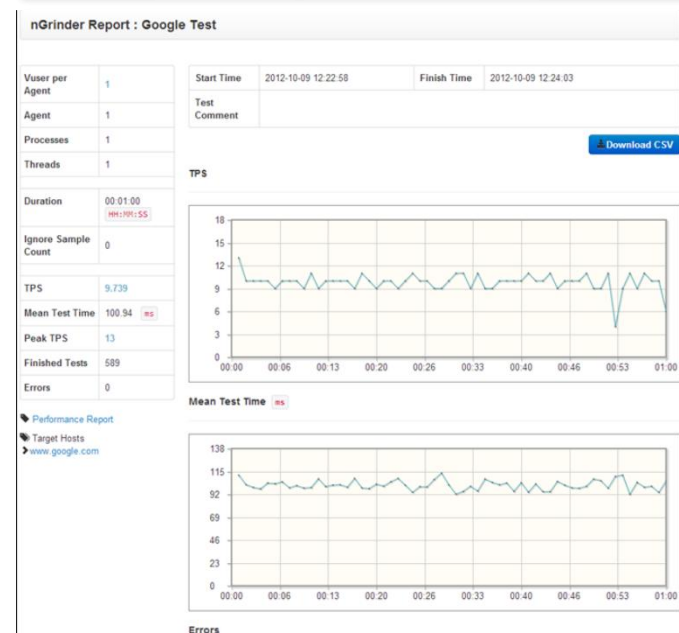 nGrinder Report : Google Test
Vuser per Agent 1
Agent 1
Processes 1
Threads 1
Duration 00:01:00
HH:MM:SS
Ignore Sample Count 0
TPS 9.739
Mean Test Time 100.94 ms
Peak TPS 13
Finished Tests 589
Errors 0
Performance Report
Target Hosts
www.google.com
Start Time 2012-10-09 12:22:58 Finish Time 2012-10-09 12:24:03
Test Comment
Download CSV
TPS
18
15
12
9
6
3
0
00:00 00:06 00:13 00:20 00:26 00:33 00:40 00:46 00:53 01:00
Mean Test Time ms
138
115
92
69
46
23
0
00:00 00:06 00:13 00:20 00:26 00:33 00:40 00:46 00:53 01:00
Errors